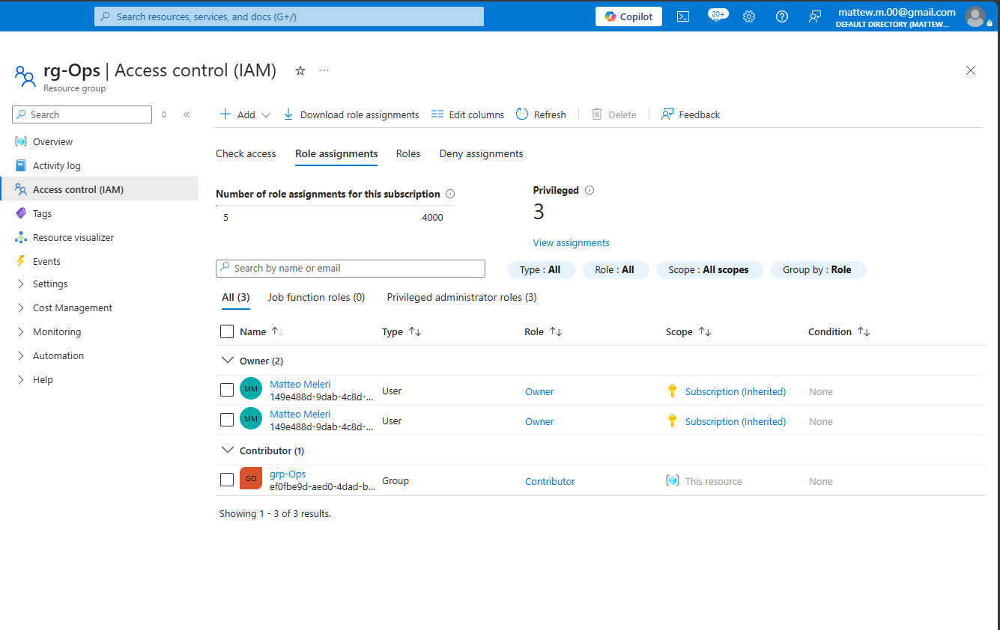 Search resources, services, and docs (G+/)
Copilot
20+
mattew.m.00@gmail.com
DEFAULT DIRECTORY (MATTEW...
rg-Ops | Access control (IAM)
Resource group
Search
Overview
Activity log
Access control (IAM)
Tags
Resource visualizer
Events
Settings
Cost Management
Monitoring
Automation
Help
Add
Download role assignments
Edit columns
Refresh
Delete
Feedback
Check access
Role assignments
Roles
Deny assignments
Number of role assignments for this subscription
5
4000
Privileged
3
View assignments
Search by name or email
Type : All
Role : All
Scope : All scopes
Group by : Role
All (3)
Job function roles (0)
Privileged administrator roles (3)
Name
Type
Role
Scope
Condition
Owner (2)
MM
Matteo Meleri
149e488d-9dab-4c8d-...
User
Owner
Subscription (Inherited)
None
MM
Matteo Meleri
149e488d-9dab-4c8d-...
User
Owner
Subscription (Inherited)
None
Contributor (1)
GO
grp-Ops
ef0fbe9d-aed0-4dad-b...
Group
Contributor
This resource
None
Showing 1 - 3 of 3 results.